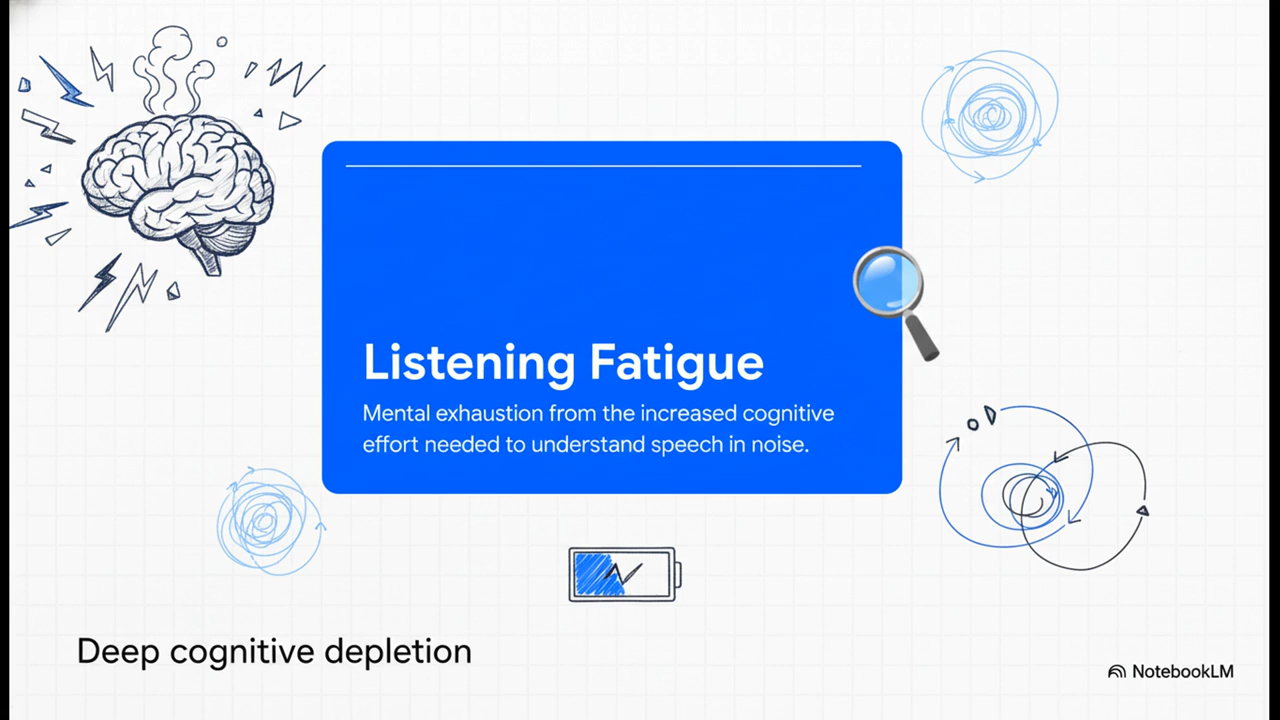 Listening Fatigue
Mental exhaustion from the increased cognitive
effort needed to understand speech in noise.
Deep cognitive depletion
NotebookLM